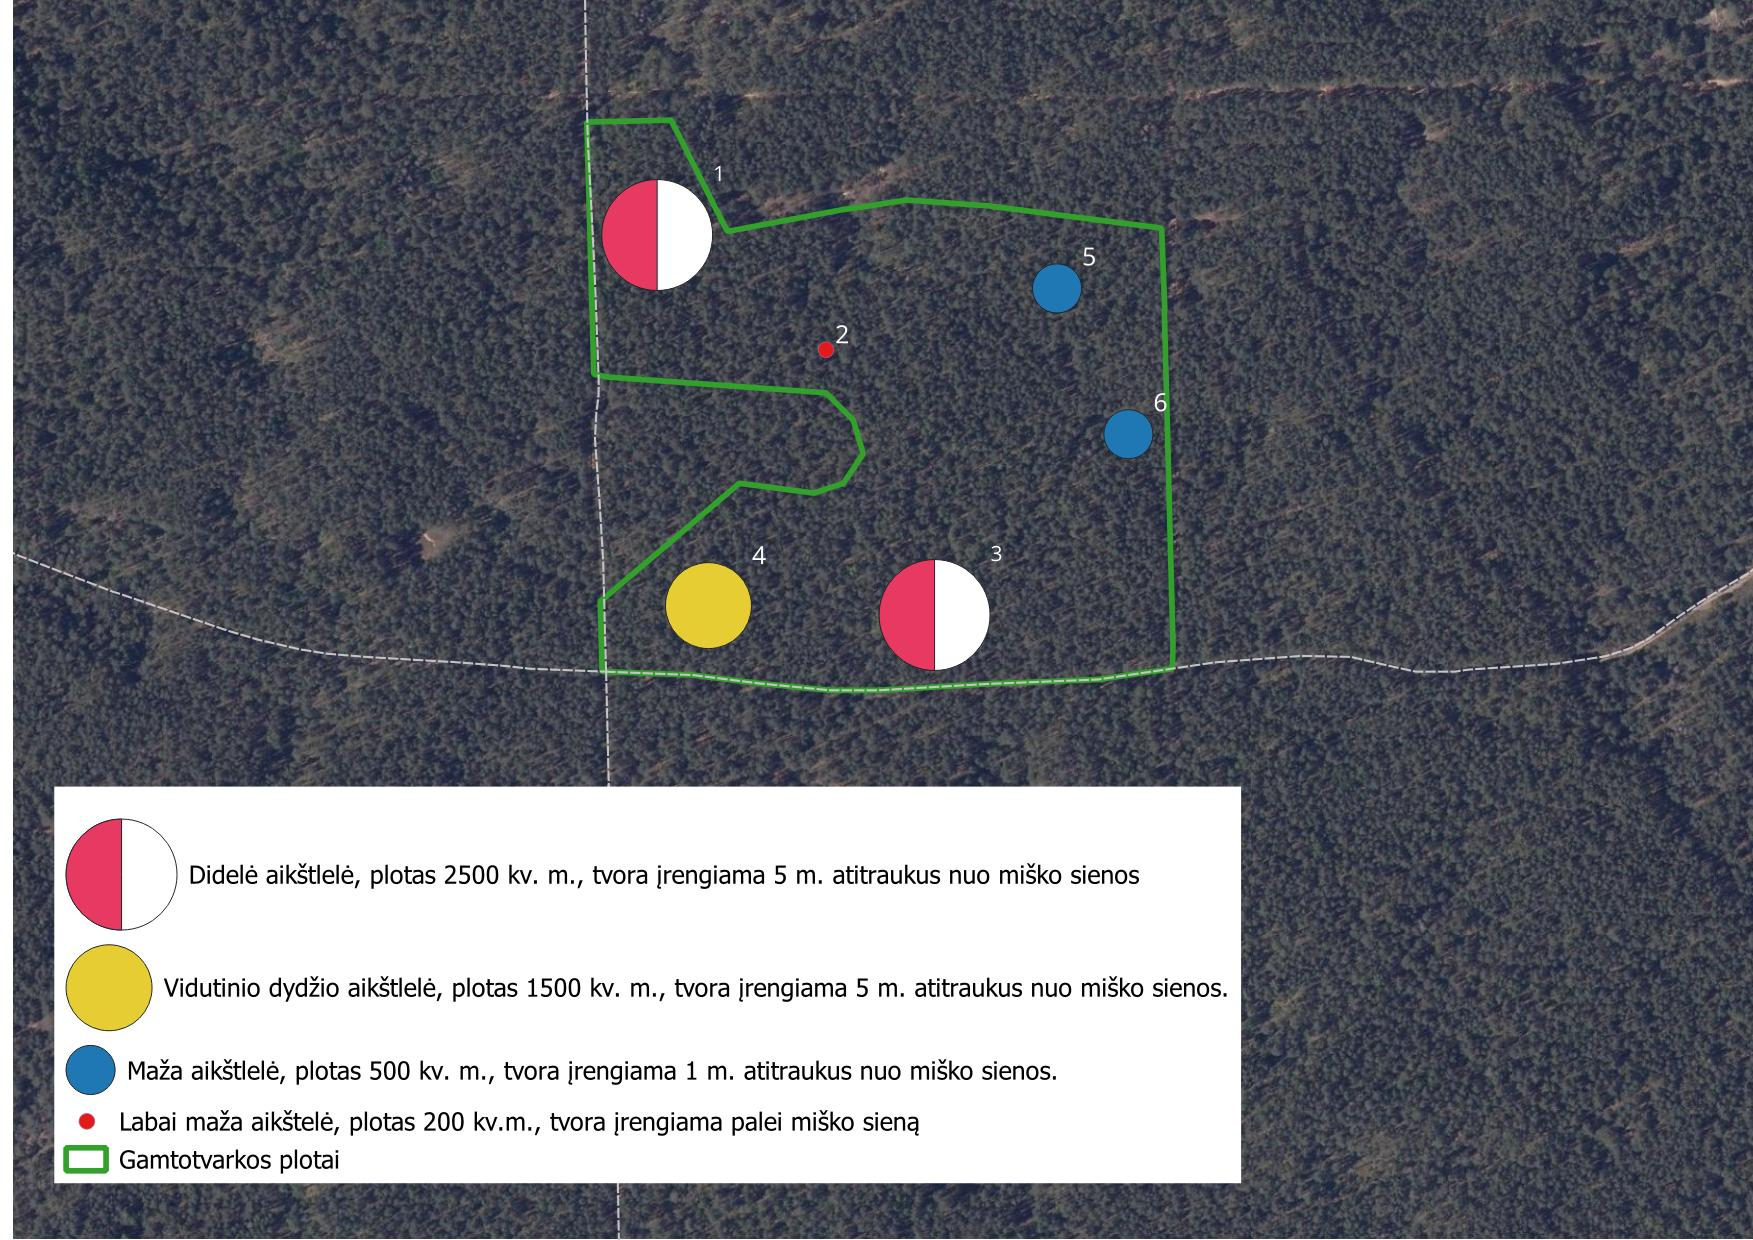 1
5
2
6
4
3
Didelė aikštlelė, plotas 2500 kv. m., tvora įrengiama 5 m. atitraukus nuo miško sienos
Vidutinio dydžio aikštlelė, plotas 1500 kv. m., tvora įrengiama 5 m. atitraukus nuo miško sienos.
Maža aikštlelė, plotas 500 kv. m., tvora įrengiama 1 m. atitraukus nuo miško sienos.
Labai maža aikštelė, plotas 200 kv.m., tvora įrengiama palei miško sieną
Gamtotvarkos plotai